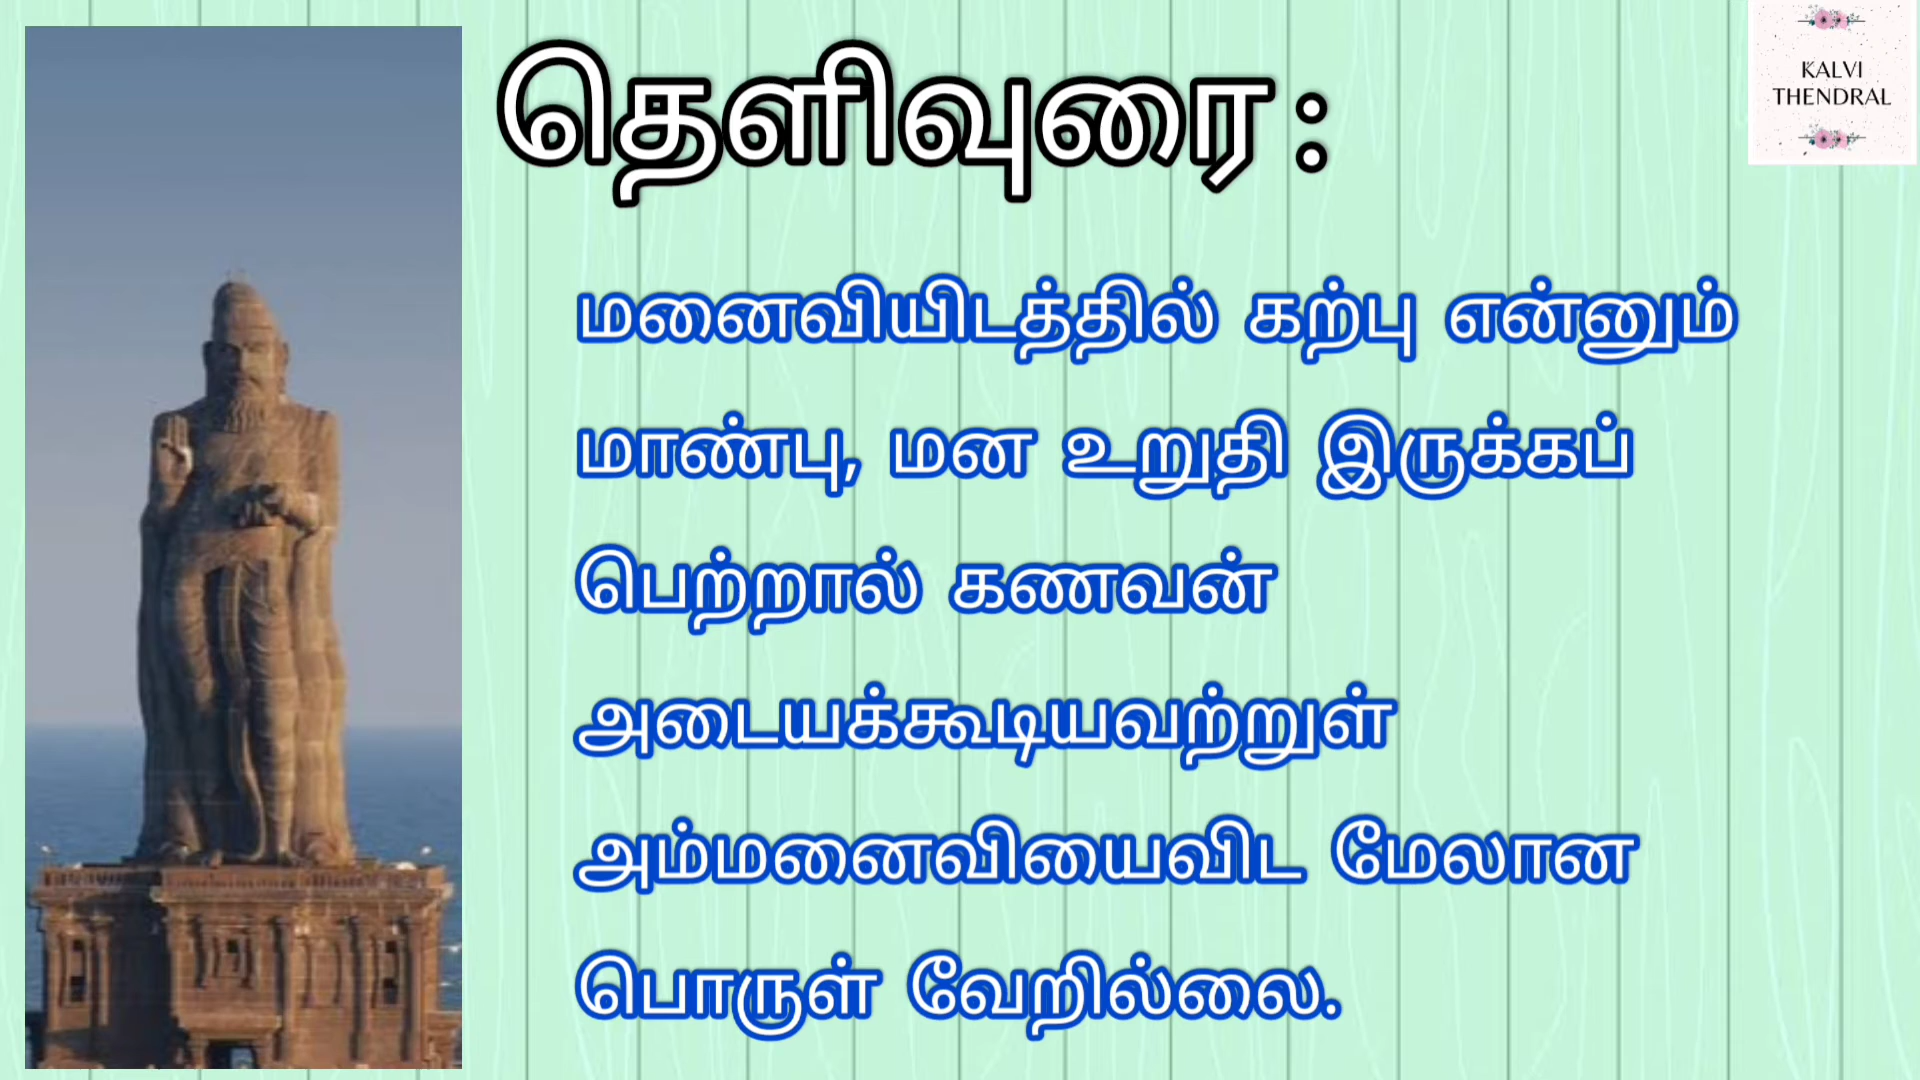 தெளிவுரை:
மனைவியிடத்தில் கற்பு என்னும்
மாண்பு, மன உறுதி இருக்கப்
பெற்றால் கணவன்
அடையக்கூடியவற்றுள்
அம்மனைவியைவிட மேலான
பொருள் வேறில்லை.
KALVI
THENDRAL